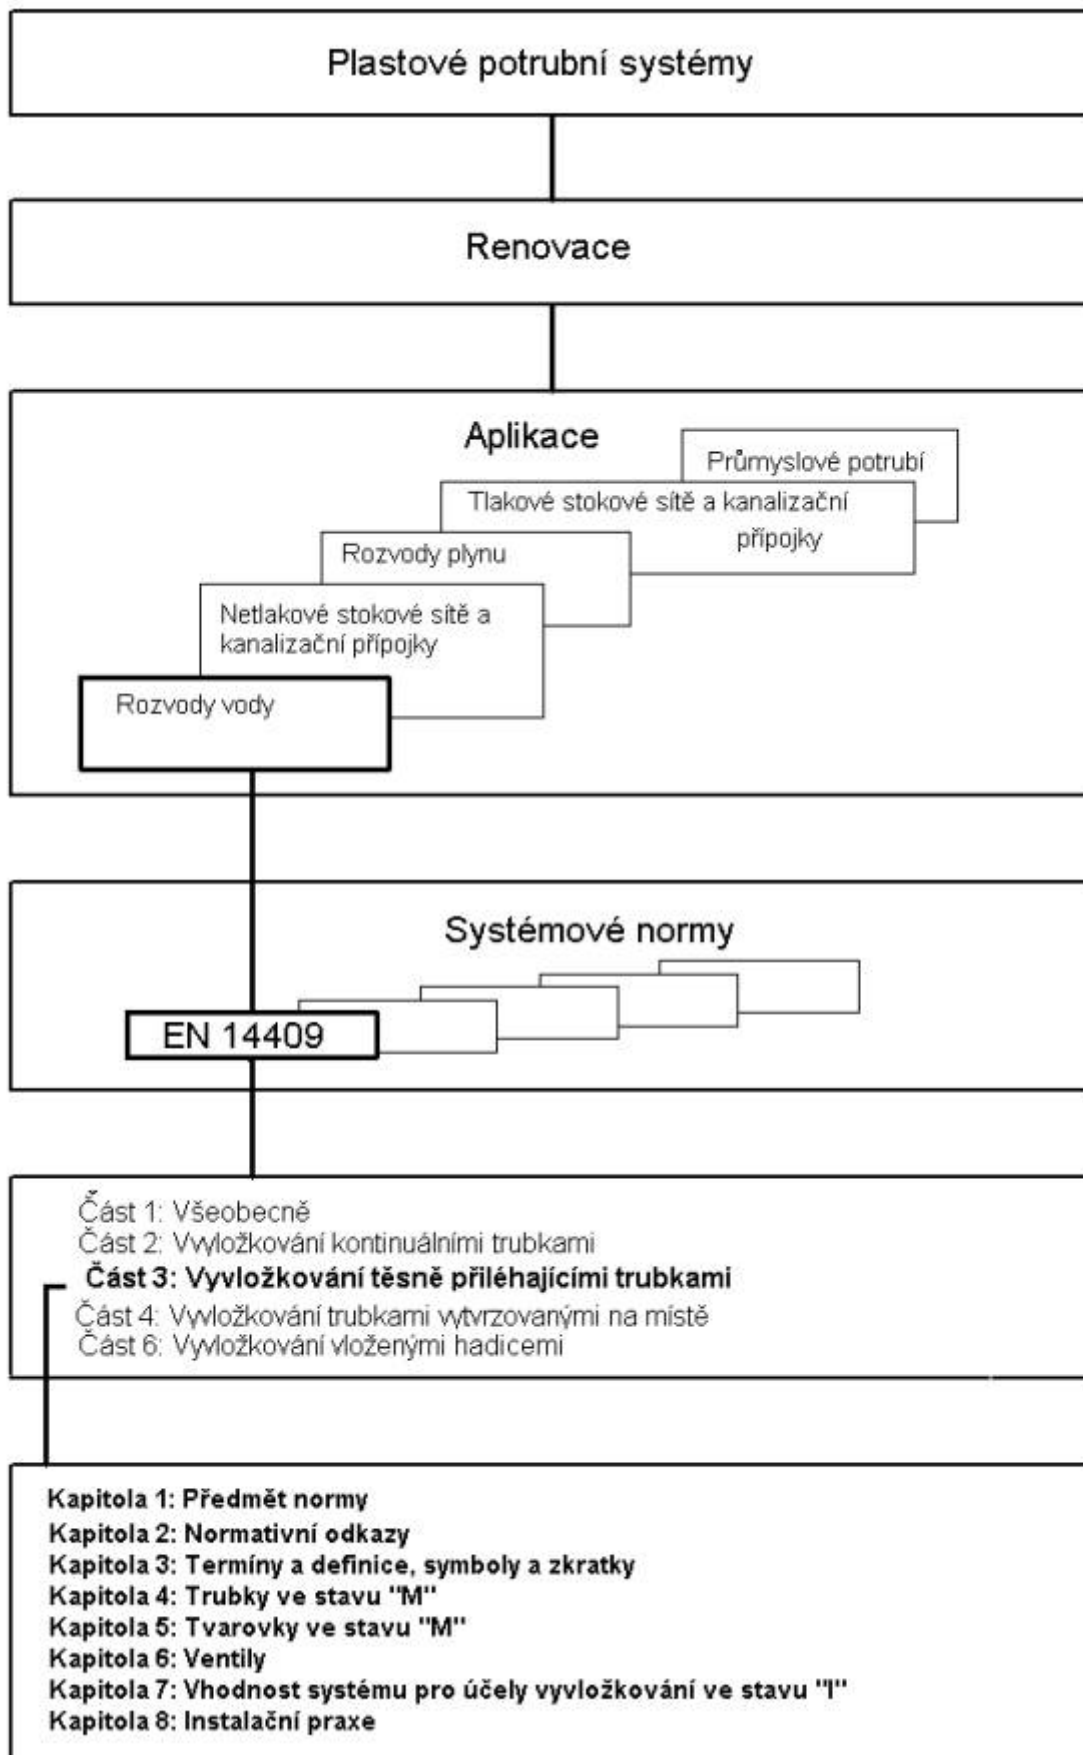 Plastové potrubní systémy
Renovace
Aplikace
Průmyslové potrubí
Tlakové stokové sítě a kanalizační
přípojky
Rozvody plynu
Netlakové stokové sítě a
kanalizační přípojky
Rozvody vody
Systémové normy
EN 14409
Část 1: Všeobecně
Část 2: Vyvložkování kontinuálními trubkami
Část 3: Vyvložkování těsně přiléhajícími trubkami
Část 4: Vyvložkování trubkami vytvrzovanými na místě
Část 6: Vyvložkování vloženými hadicemi
Kapitola 1: Předmět normy
Kapitola 2: Normativní odkazy
Kapitola 3: Termíny a definice, symboly a zkratky
Kapitola 4: Trubky ve stavu "M"
Kapitola 5: Tvarovky ve stavu "M"
Kapitola 6: Ventily
Kapitola 7: Vhodnost systému pro účely vyvložkování ve stavu "I"
Kapitola 8: Instalační praxe